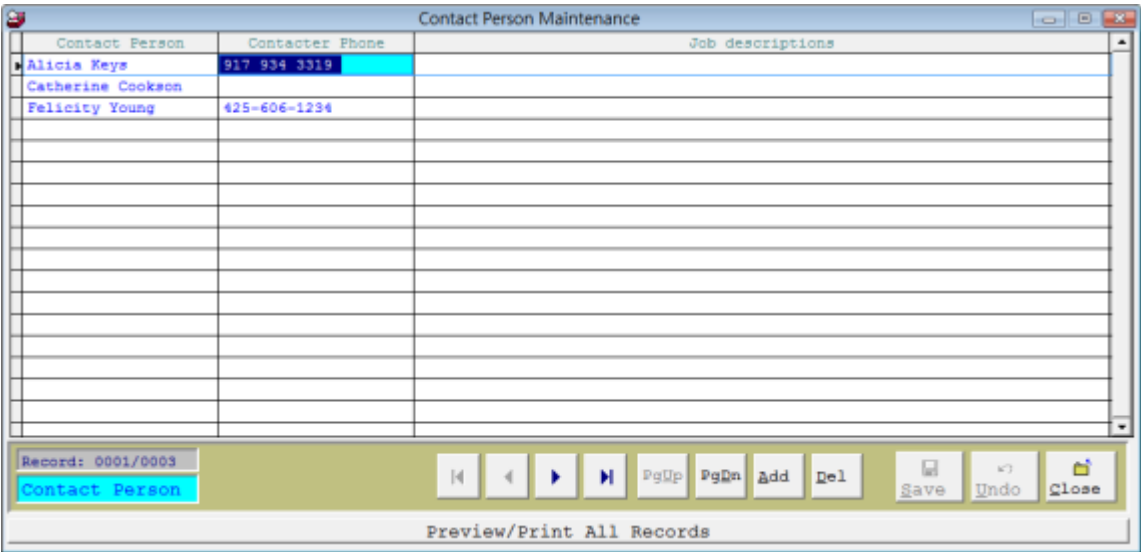 Contact Person Maintenance
Contact Person Contacter Phone Job descriptions
Alicia Keys 917 934 3319
Catherine Cookson
Felicity Young 425-606-1234
Record: 0001/0003
Contact Person
PgUp PgDn Add Del Save Undo Close
Preview/Print All Records